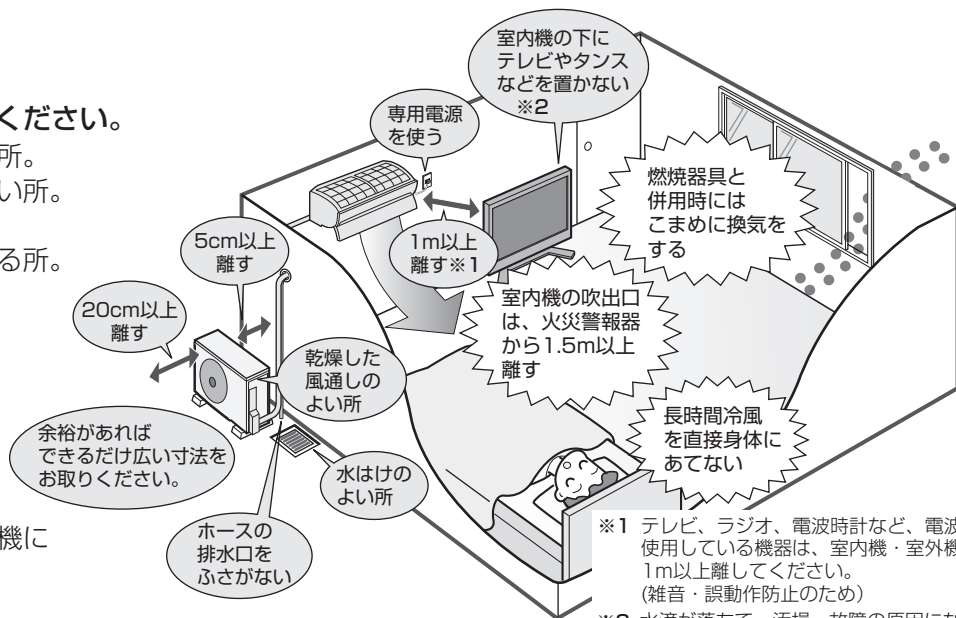 ください。
所。
い所。
る所。
機に
室内機の下に
テレビやタンス
などを置かない
※2
専用電源
を使う
燃焼器具と
併用時には
こまめに換気を
する
5cm以上
離す
1m以上
離す※1
20cm以上
離す
室内機の吹出口
は、火災警報器
から1.5m以上
離す
乾燥した
風通しの
よい所
長時間冷風
を直接身体に
あてない
余裕があれば
できるだけ広い寸法を
お取りください。
水はけの
よい所
ホースの
排水口を
ふさがない
※1 テレビ、ラジオ、電波時計など、電波
使用している機器は、室内機・室外機
1m以上離してください。
(雑音・誤動作防止のため)